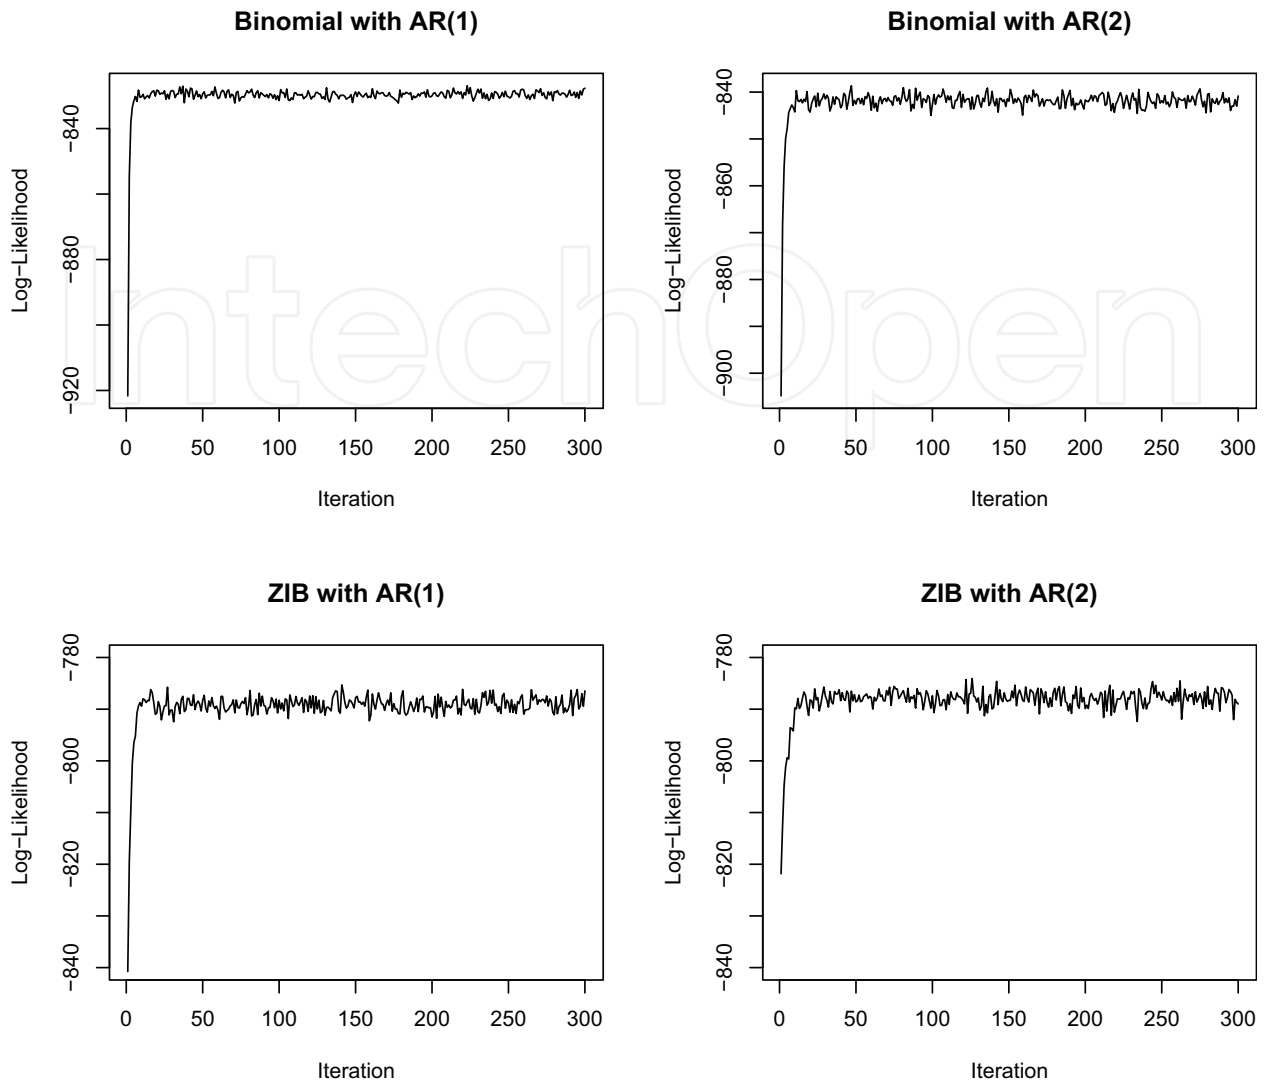 Binomial with AR(1)
Log−Likelihood
−840
−880
−920
0 50 100 150 200 250 300
Iteration
Binomial with AR(2)
Log−Likelihood
−840
−860
−880
−900
0 50 100 150 200 250 300
Iteration
IntechOpen
ZIB with AR(1)
Log−Likelihood
−780
−800
−820
−840
0 50 100 150 200 250 300
Iteration
ZIB with AR(2)
Log−Likelihood
−780
−800
−820
−840
0 50 100 150 200 250 300
Iteration